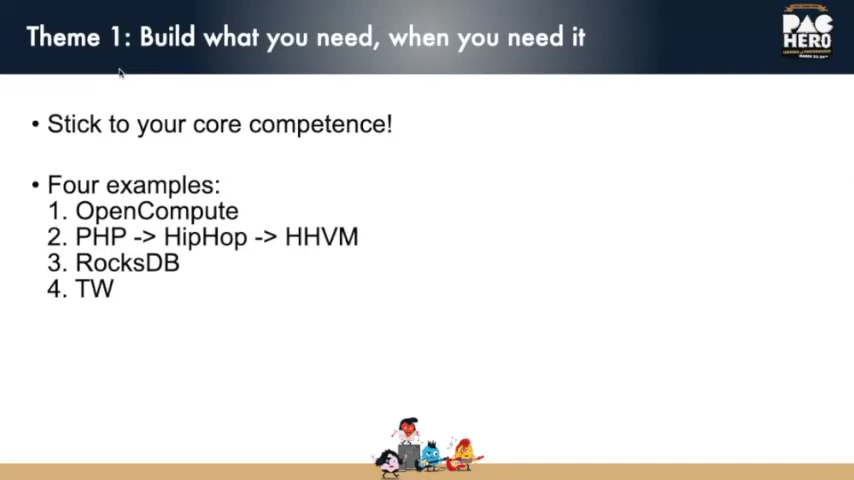 Theme 1: Build what you need, when you need it
PAC
HERO
• Stick to your core competence!
• Four examples:
1. OpenCompute
2. PHP -> HipHop -> HHVM
3. RocksDB
4. TW